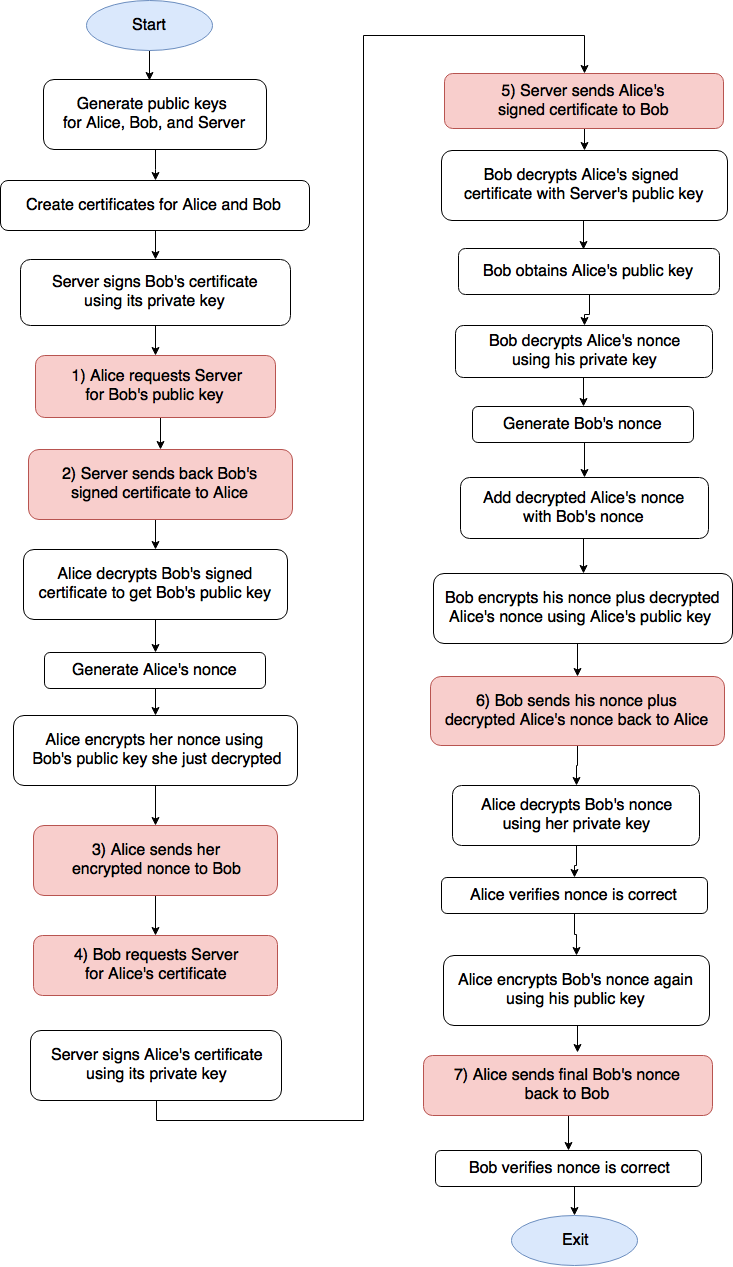 Start
Generate public keys
for Alice, Bob, and Server
Create certificates for Alice and Bob
Server signs Bob's certificate
using its private key
1) Alice requests Server
for Bob's public key
2) Server sends back Bob's
signed certificate to Alice
Alice decrypts Bob's signed
certificate to get Bob's public key
Generate Alice's nonce
Alice encrypts her nonce using
Bob's public key she just decrypted
3) Alice sends her
encrypted nonce to Bob
4) Bob requests Server
for Alice's certificate
Server signs Alice's certificate
using its private key
5) Server sends Alice's
signed certificate to Bob
Bob decrypts Alice's signed
certificate with Server's public key
Bob obtains Alice's public key
Bob decrypts Alice's nonce
using his private key
Generate Bob's nonce
Add decrypted Alice's nonce
with Bob's nonce
Bob encrypts his nonce plus decrypted
Alice's nonce using Alice's public key
6) Bob sends his nonce plus
decrypted Alice's nonce back to Alice
Alice decrypts Bob's nonce
using her private key
Alice verifies nonce is correct
Alice encrypts Bob's nonce again
using his public key
7) Alice sends final Bob's nonce
back to Bob
Bob verifies nonce is correct
Exit